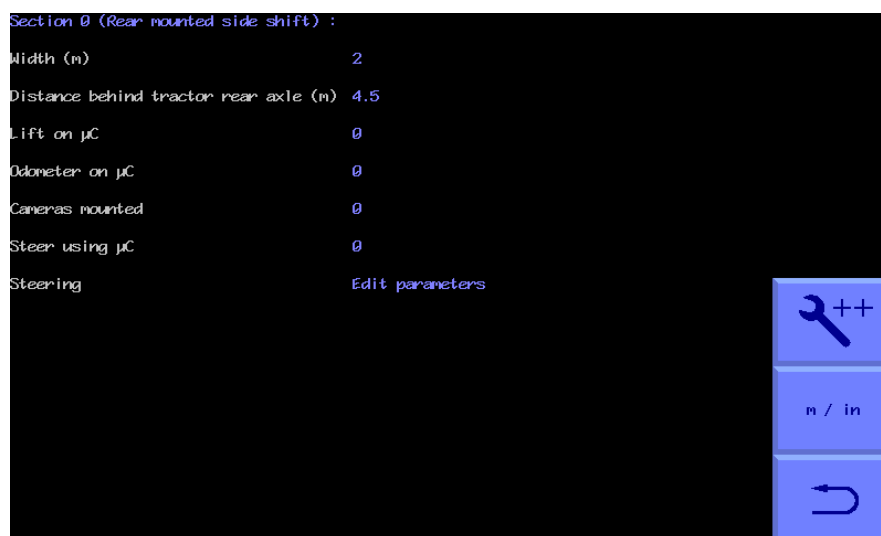 Section 0 (Rear mounted side shift) :
Width (m) 2
Distance behind tractor rear axle (m) 4.5
Lift on µC 0
Odometer on µC 0
Cameras mounted 0
Steer using µC 0
Steering Edit parameters
++
m / in